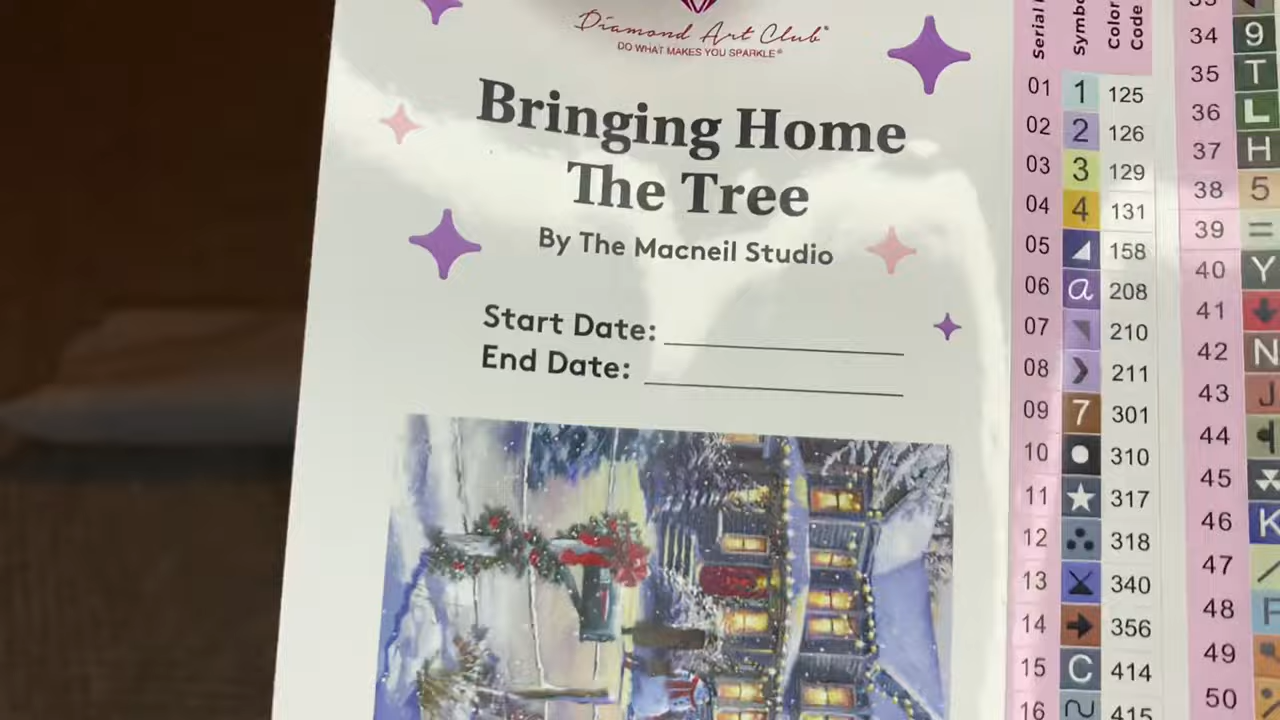 Diamond Art Club®
DO WHAT MAKES YOU SPARKLE®
Bringing Home
The Tree
By The Macneil Studio
Start Date:
End Date:
Serial
Color Code
01 1 125
02 2 126
03 3 129
04 4 131
05 158
06 a 208
07 210
08 211
09 7 301
10 310
11 317
12 318
13 340
14 356
15 C 414
16 415
34 9
35 T
36 L
37 H
38 5
39 =
40 Y
41
42 N
43 J
44
45
46 K
47
48
49
50